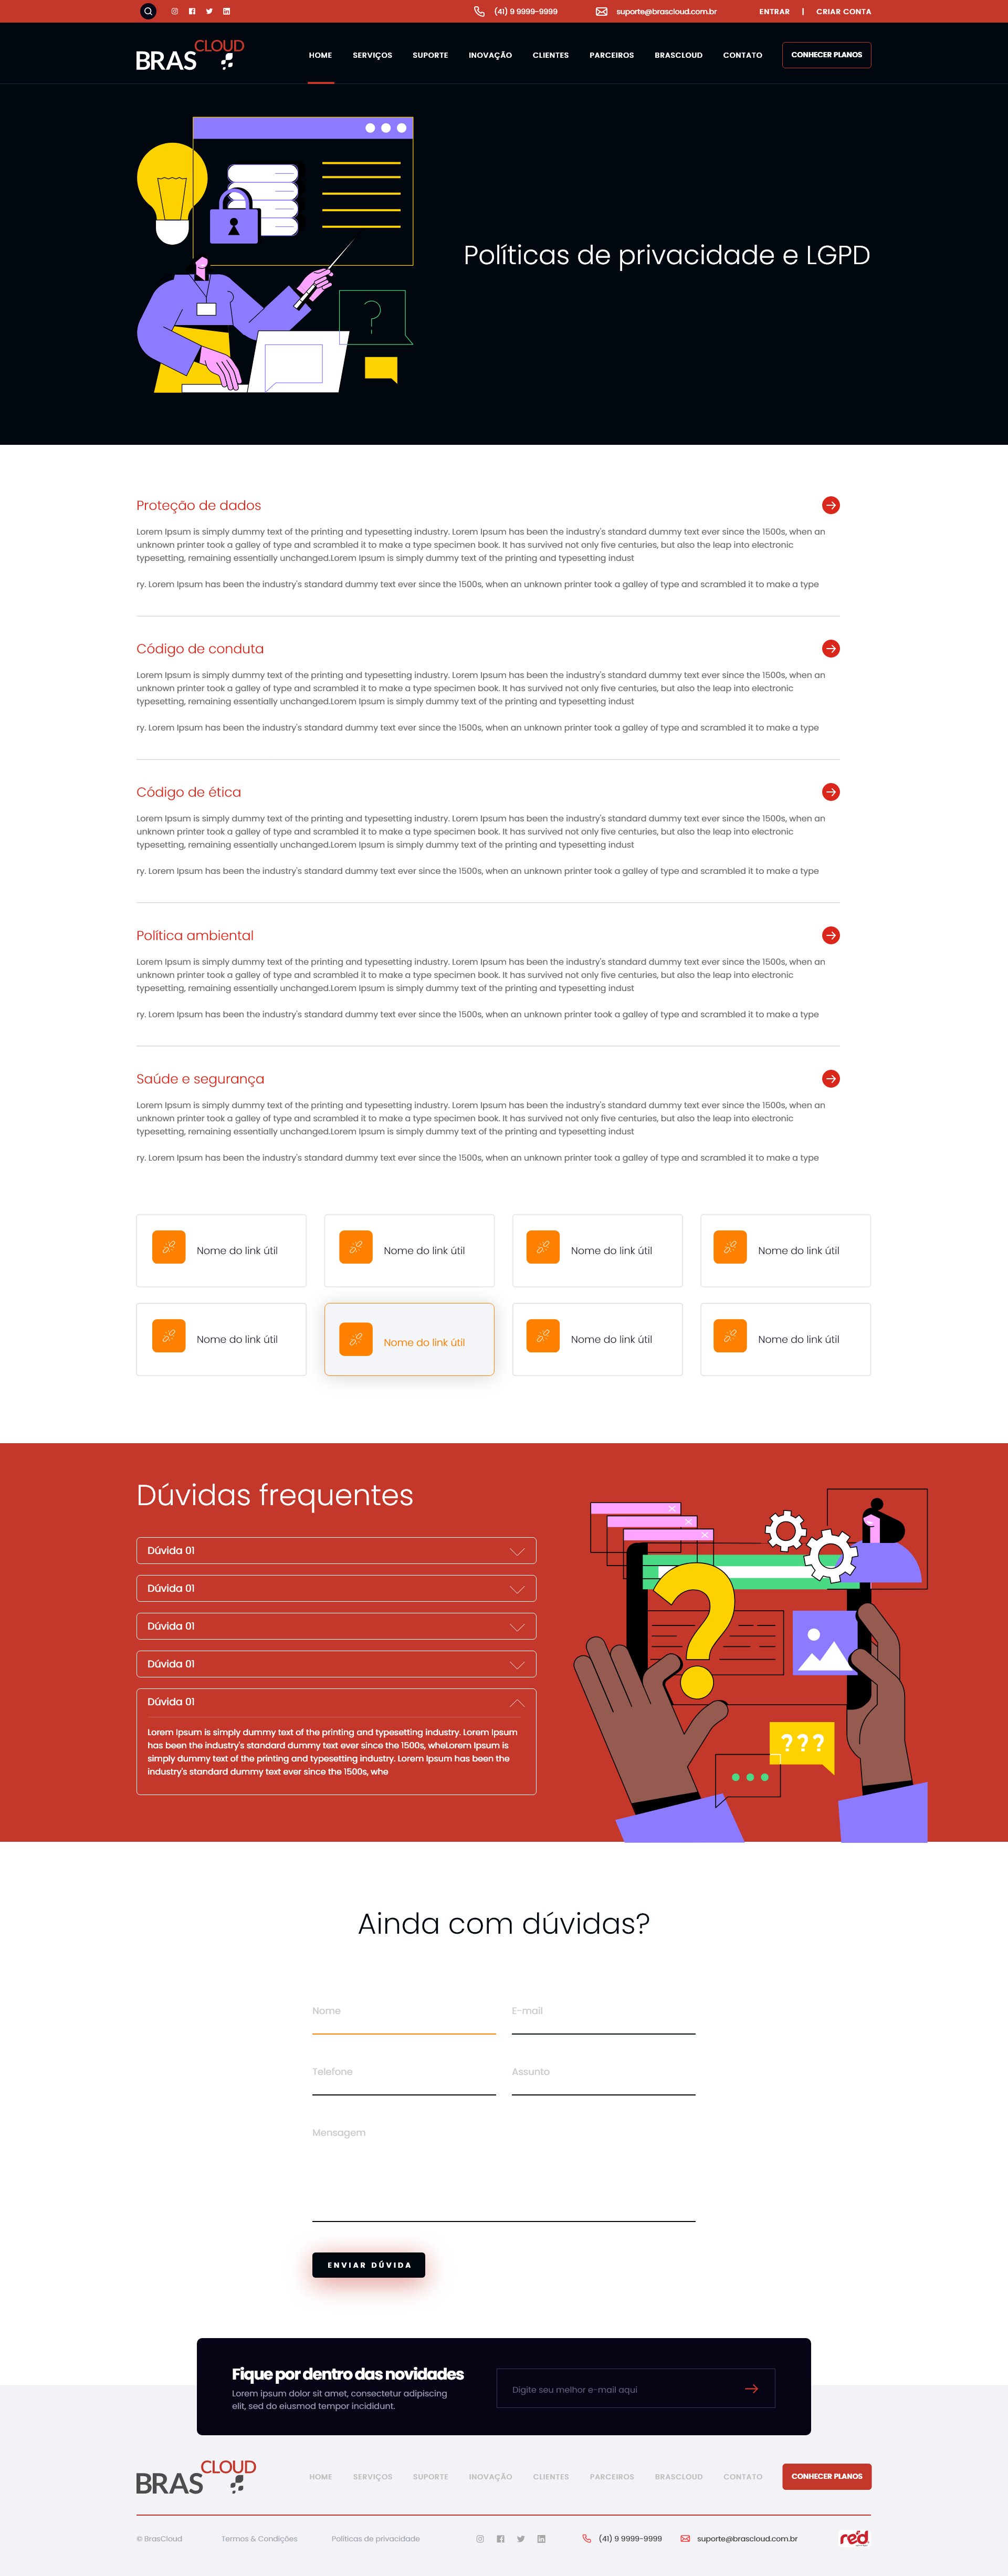 (41) 9 9999-9999 suporte@brascloud.com.br ENTRAR | CRIAR CONTA
BRASCLOUD
HOME SERVIÇOS SUPORTE INOVAÇÃO CLIENTES PARCEIROS BRASCLOUD CONTATO CONHECER PLANOS
Políticas de privacidade e LGPD
?
Proteção de dados
Lorem Ipsum is simply dummy text of the printing and typesetting industry. Lorem Ipsum has been the industry's standard dummy text ever since the 1500s, when an
unknown printer took a galley of type and scrambled it to make a type specimen book. It has survived not only five centuries, but also the leap into electronic
typesetting, remaining essentially unchanged.Lorem Ipsum is simply dummy text of the printing and typesetting indust
ry. Lorem Ipsum has been the industry's standard dummy text ever since the 1500s, when an unknown printer took a galley of type and scrambled it to make a type
Código de conduta
Lorem Ipsum is simply dummy text of the printing and typesetting industry. Lorem Ipsum has been the industry's standard dummy text ever since the 1500s, when an
unknown printer took a galley of type and scrambled it to make a type specimen book. It has survived not only five centuries, but also the leap into electronic
typesetting, remaining essentially unchanged.Lorem Ipsum is simply dummy text of the printing and typesetting indust
ry. Lorem Ipsum has been the industry's standard dummy text ever since the 1500s, when an unknown printer took a galley of type and scrambled it to make a type
Código de ética
Lorem Ipsum is simply dummy text of the printing and typesetting industry. Lorem Ipsum has been the industry's standard dummy text ever since the 1500s, when an
unknown printer took a galley of type and scrambled it to make a type specimen book. It has survived not only five centuries, but also the leap into electronic
typesetting, remaining essentially unchanged.Lorem Ipsum is simply dummy text of the printing and typesetting indust
ry. Lorem Ipsum has been the industry's standard dummy text ever since the 1500s, when an unknown printer took a galley of type and scrambled it to make a type
Política ambiental
Lorem Ipsum is simply dummy text of the printing and typesetting industry. Lorem Ipsum has been the industry's standard dummy text ever since the 1500s, when an
unknown printer took a galley of type and scrambled it to make a type specimen book. It has survived not only five centuries, but also the leap into electronic
typesetting, remaining essentially unchanged.Lorem Ipsum is simply dummy text of the printing and typesetting indust
ry. Lorem Ipsum has been the industry's standard dummy text ever since the 1500s, when an unknown printer took a galley of type and scrambled it to make a type
Saúde e segurança
Lorem Ipsum is simply dummy text of the printing and typesetting industry. Lorem Ipsum has been the industry's standard dummy text ever since the 1500s, when an
unknown printer took a galley of type and scrambled it to make a type specimen book. It has survived not only five centuries, but also the leap into electronic
typesetting, remaining essentially unchanged.Lorem Ipsum is simply dummy text of the printing and typesetting indust
ry. Lorem Ipsum has been the industry's standard dummy text ever since the 1500s, when an unknown printer took a galley of type and scrambled it to make a type
Nome do link útil Nome do link útil Nome do link útil Nome do link útil
Nome do link útil Nome do link útil Nome do link útil Nome do link útil
Dúvidas frequentes
Dúvida 01
Dúvida 01
Dúvida 01
Dúvida 01
Dúvida 01
Lorem Ipsum is simply dummy text of the printing and typesetting industry. Lorem Ipsum
has been the industry's standard dummy text ever since the 1500s, wheLorem Ipsum is
simply dummy text of the printing and typesetting industry. Lorem Ipsum has been the
industry's standard dummy text ever since the 1500s, whe
?
???
Ainda com dúvidas?
Nome E-mail
Telefone Assunto
Mensagem
ENVIAR DÚVIDA
Fique por dentro das novidades
Lorem ipsum dolor sit amet, consectetur adipiscing
elit, sed do eiusmod tempor incididunt.
Digite seu melhor e-mail aqui
BRASCLOUD
HOME SERVIÇOS SUPORTE INOVAÇÃO CLIENTES PARCEIROS BRASCLOUD CONTATO CONHECER PLANOS
© BrasCloud Termos & Condições Políticas de privacidade (41) 9 9999-9999 suporte@brascloud.com.br red